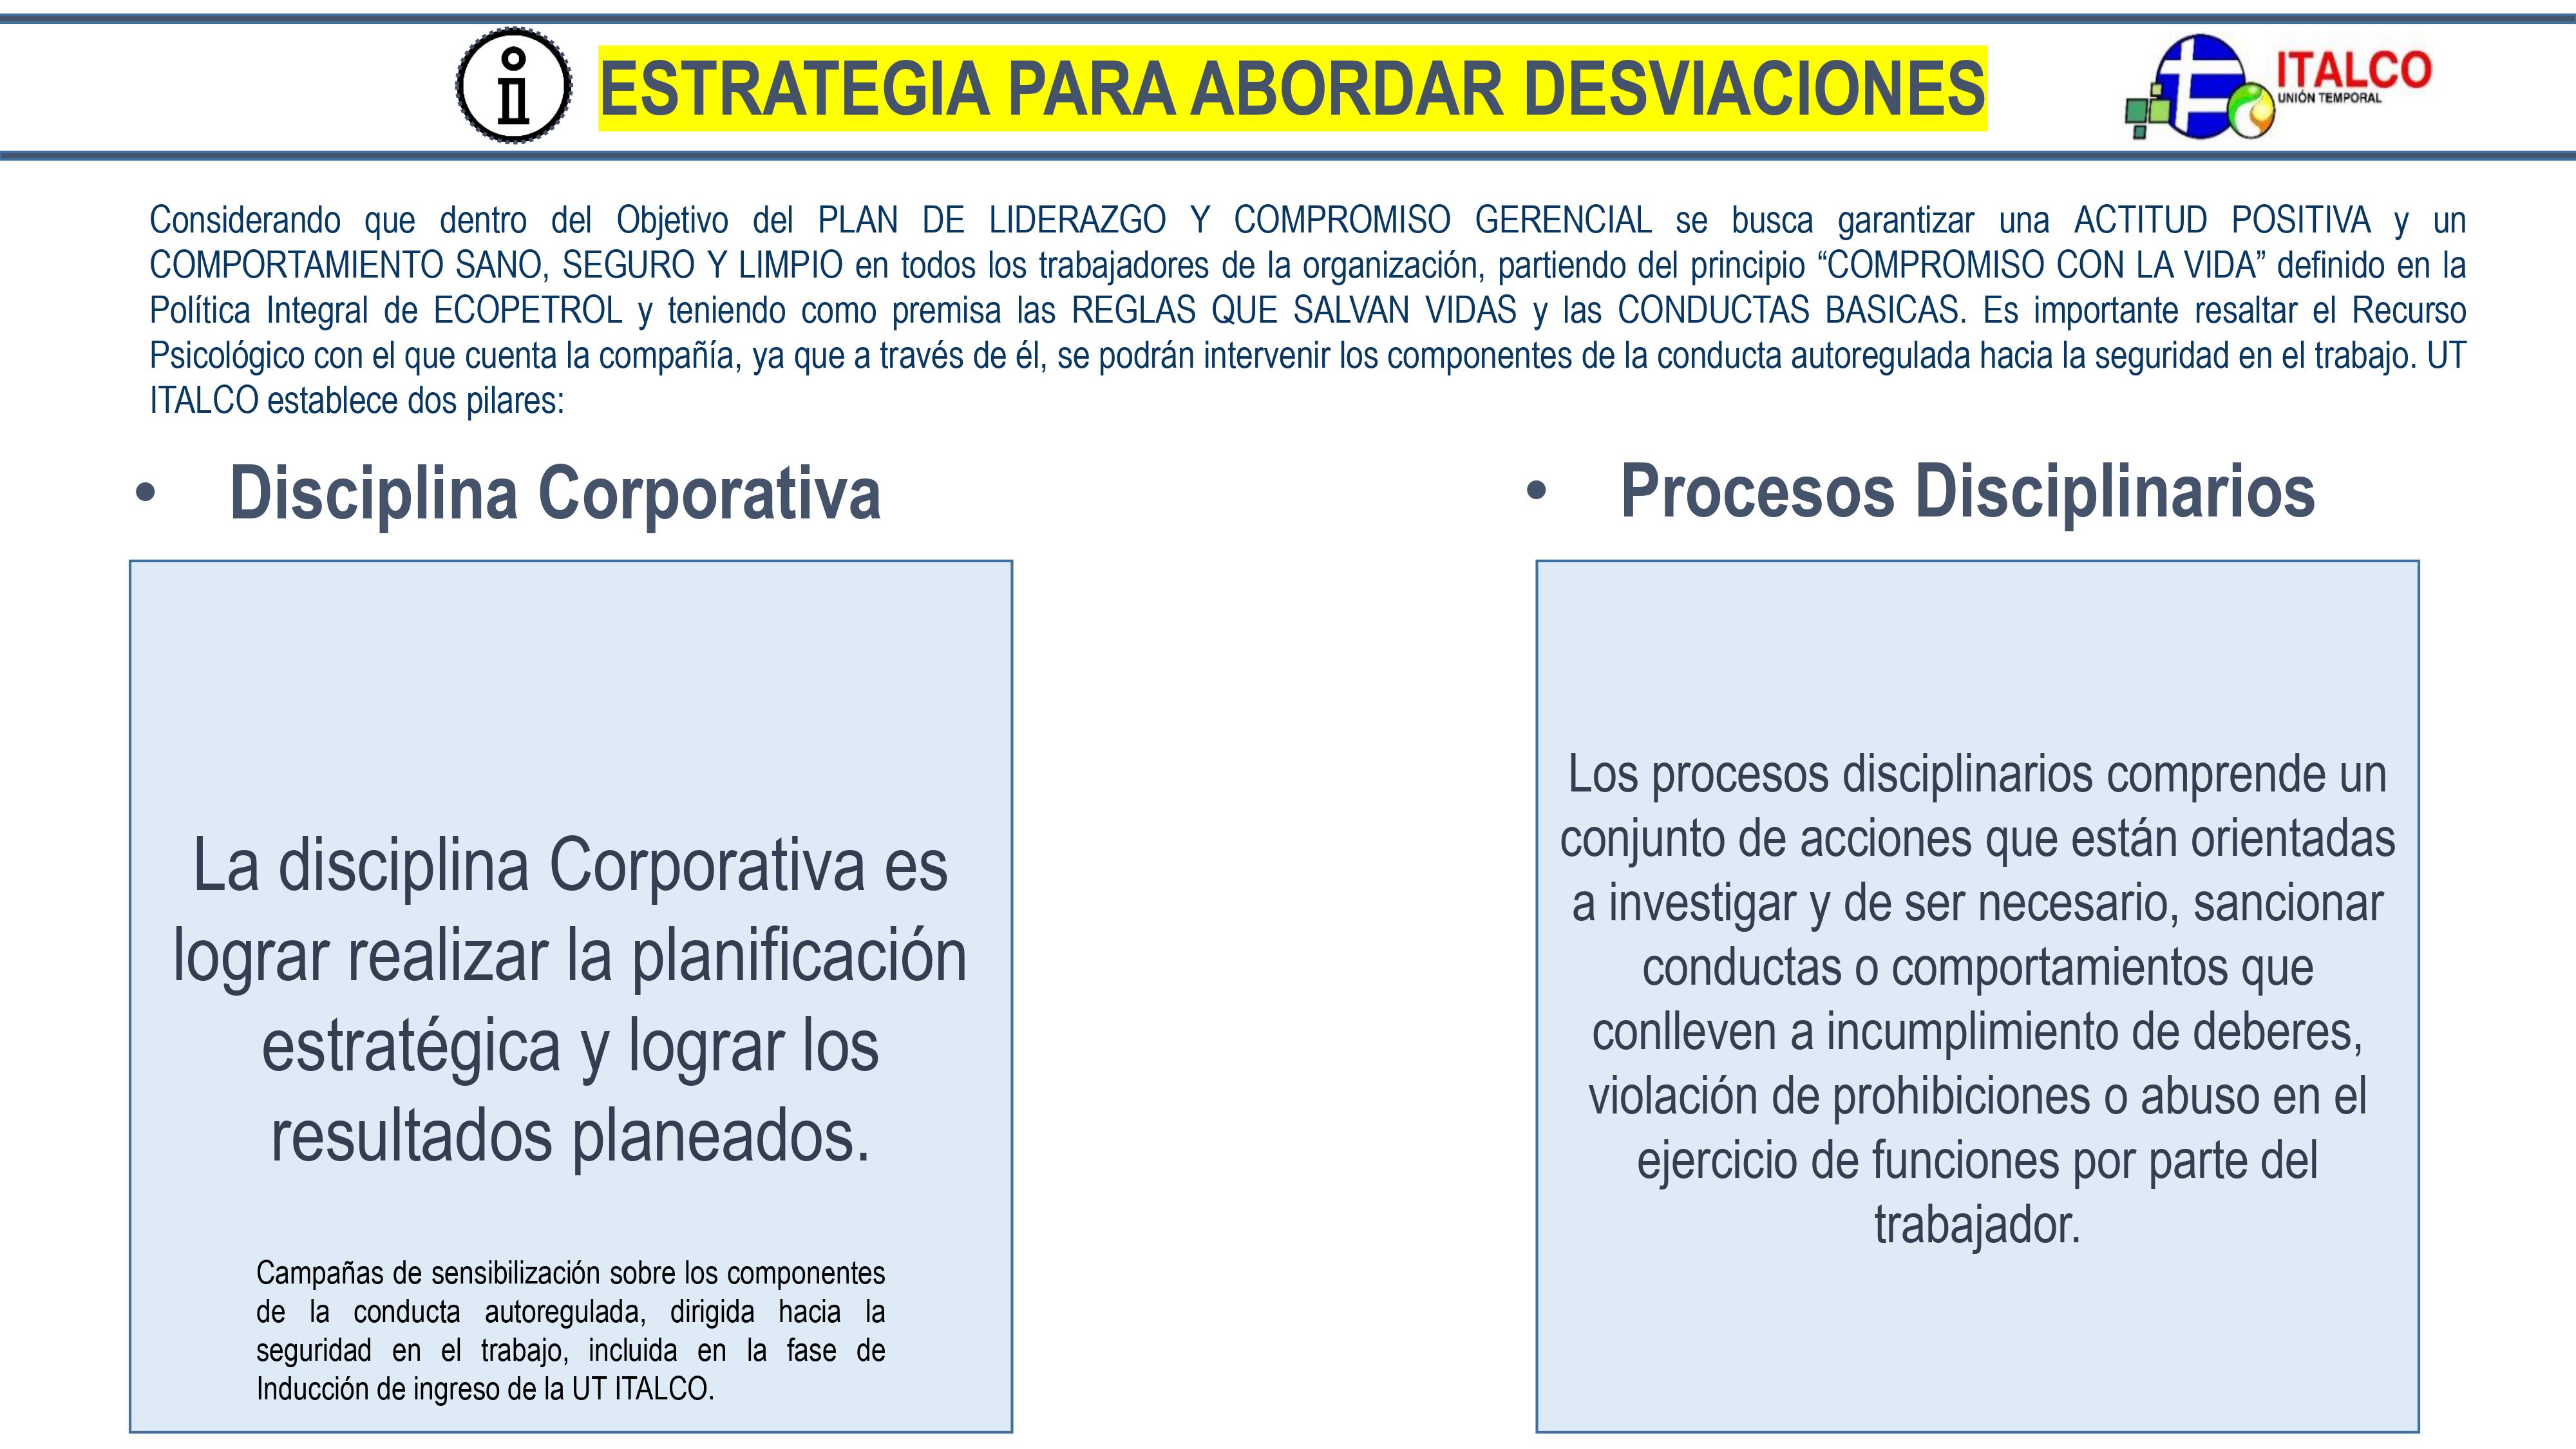 ESTRATEGIA PARA ABORDAR DESVIACIONES
ITALCO
UNIÓN TEMPORAL
Considerando que dentro del Objetivo del PLAN DE LIDERAZGO Y COMPROMISO GERENCIAL se busca garantizar una ACTITUD POSITIVA y un
COMPORTAMIENTO SANO, SEGURO Y LIMPIO en todos los trabajadores de la organización, partiendo del principio “COMPROMISO CON LA VIDA” definido en la
Política Integral de ECOPETROL y teniendo como premisa las REGLAS QUE SALVAN VIDAS y las CONDUCTAS BASICAS. Es importante resaltar el Recurso
Psicológico con el que cuenta la compañía, ya que a través de él, se podrán intervenir los componentes de la conducta autoregulada hacia la seguridad en el trabajo. UT
ITALCO establece dos pilares:
• Disciplina Corporativa
La disciplina Corporativa es
lograr realizar la planificación
estratégica y lograr los
resultados planeados.
Campañas de sensibilización sobre los componentes
de la conducta autoregulada, dirigida hacia la
seguridad en el trabajo, incluida en la fase de
Inducción de ingreso de la UT ITALCO.
• Procesos Disciplinarios
Los procesos disciplinarios comprende un
conjunto de acciones que están orientadas
a investigar y de ser necesario, sancionar
conductas o comportamientos que
conlleven a incumplimiento de deberes,
violación de prohibiciones o abuso en el
ejercicio de funciones por parte del
trabajador.